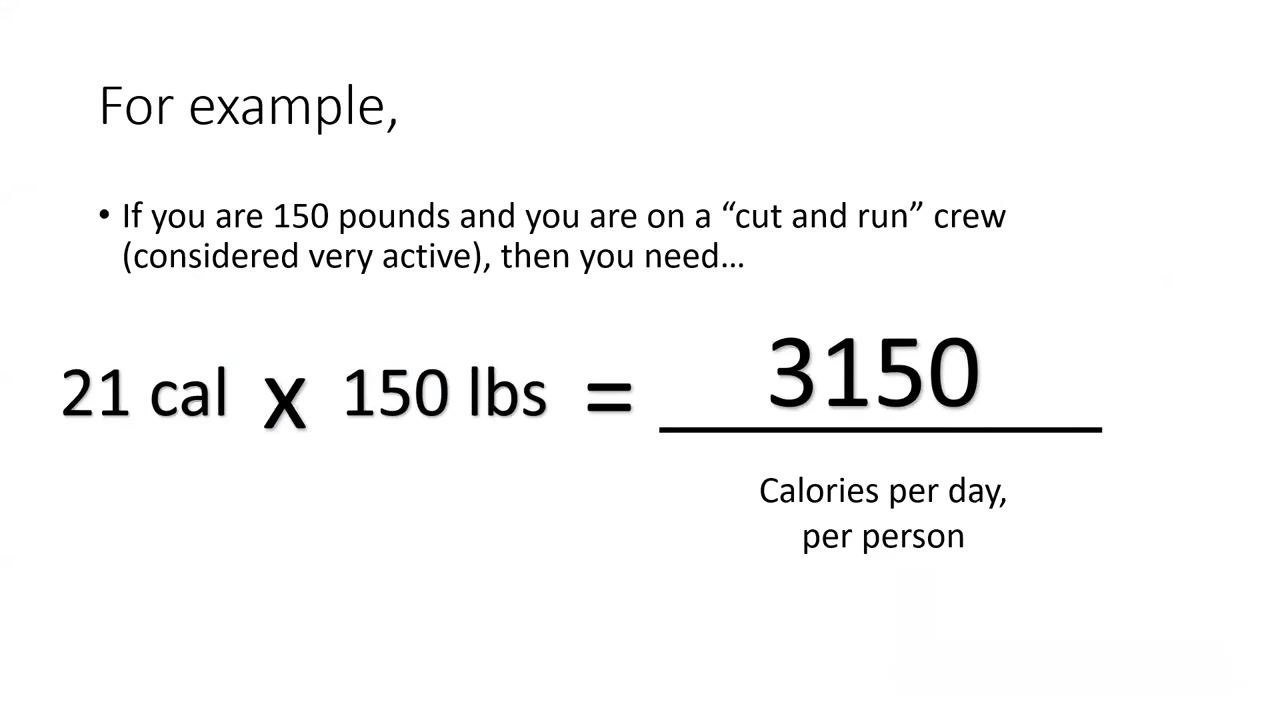 For example,
• If you are 150 pounds and you are on a “cut and run” crew
(considered very active), then you need…
21 cal x 150 lbs = 3150
Calories per day,
per person